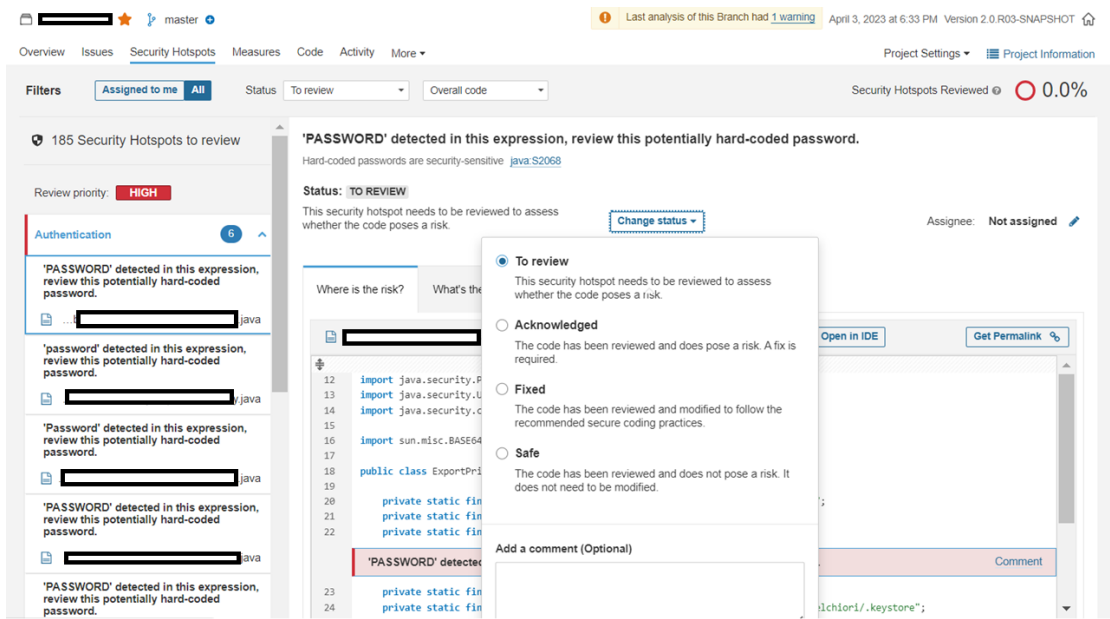 master
Last analysis of this Branch had 1 warning
April 3, 2023 at 6:33 PM Version 2.0.R03-SNAPSHOT
Overview Issues Security Hotspots Measures Code Activity More
Project Settings Project Information
Filters Assigned to me All Status To review Overall code
Security Hotspots Reviewed 0.0%
185 Security Hotspots to review
Review priority: HIGH
Authentication 6
'PASSWORD' detected in this expression,
review this potentially hard-coded
password.
.java
'password' detected in this expression,
review this potentially hard-coded
password.
.java
'Password' detected in this expression,
review this potentially hard-coded
password.
.java
'PASSWORD' detected in this expression,
review this potentially hard-coded
password.
java
'PASSWORD' detected in this expression,
review this potentially hard-coded
password.
'PASSWORD' detected in this expression, review this potentially hard-coded password.
Hard-coded passwords are security-sensitive java:S2068
Status: TO REVIEW
This security hotspot needs to be reviewed to assess
whether the code poses a risk.
Change status
Assignee: Not assigned
To review
This security hotspot needs to be reviewed to assess
whether the code poses a risk.
Acknowledged
The code has been reviewed and does pose a risk. A fix is
required.
Fixed
The code has been reviewed and modified to follow the
recommended secure coding practices.
Safe
The code has been reviewed and does not pose a risk. It
does not need to be modified.
Add a comment (Optional)
Where is the risk? What's the
Open in IDE Get Permalink
12 import java.security.P
13 import java.security.U
14 import java.security.c
15
16 import sun.misc.BASE64
17
18 public class ExportPri
19
20 private static fin ";
21 private static fin
22 private static fin
'PASSWORD' detected Comment
23 private static fin
24 private static fin elchiori/.keystore";